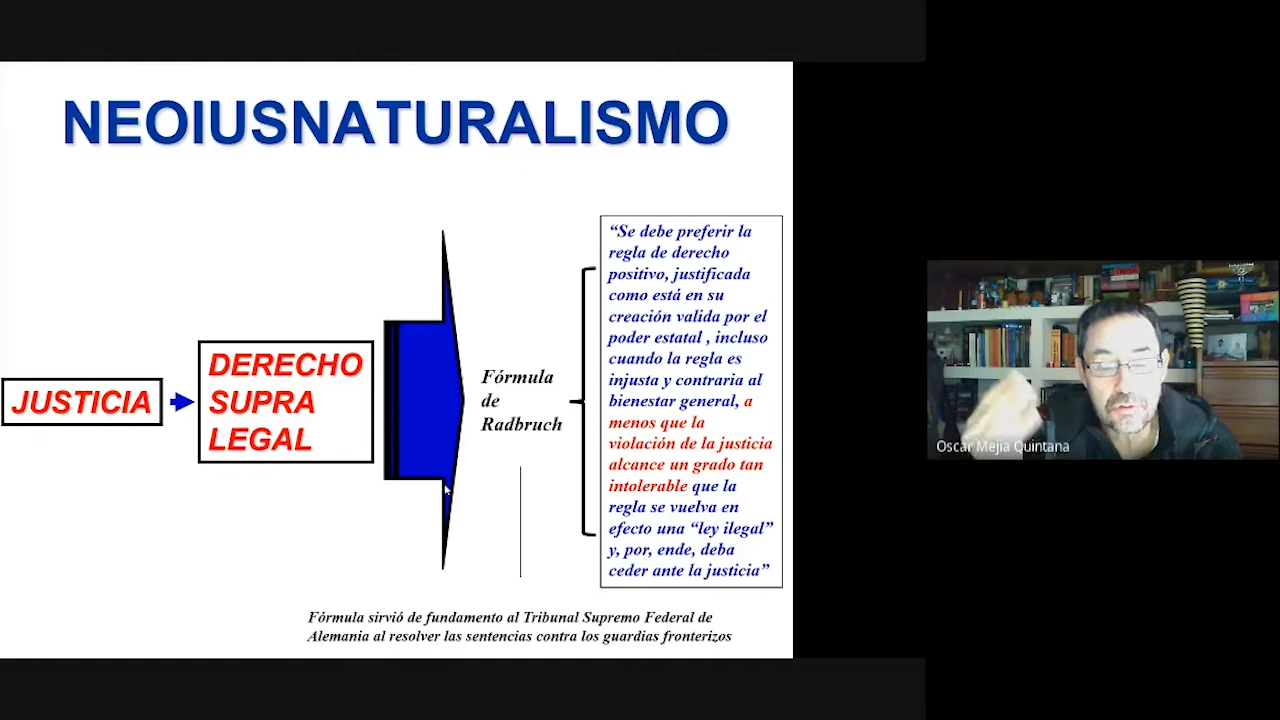 NEOIUSNATURALISMO
JUSTICIA
DERECHO
SUPRA
LEGAL
Fórmula
de
Radbruch
“Se debe preferir la
regla de derecho
positivo, justificada
como está en su
creación valida por el
poder estatal , incluso
cuando la regla es
injusta y contraria al
bienestar general, a
menos que la
violación de la justicia
alcance un grado tan
intolerable que la
regla se vuelva en
efecto una “ley ilegal”
y, por, ende, deba
ceder ante la justicia”
Fórmula sirvió de fundamento al Tribunal Supremo Federal de
Alemania al resolver las sentencias contra los guardias fronterizos
Oscar Mejia Quintana